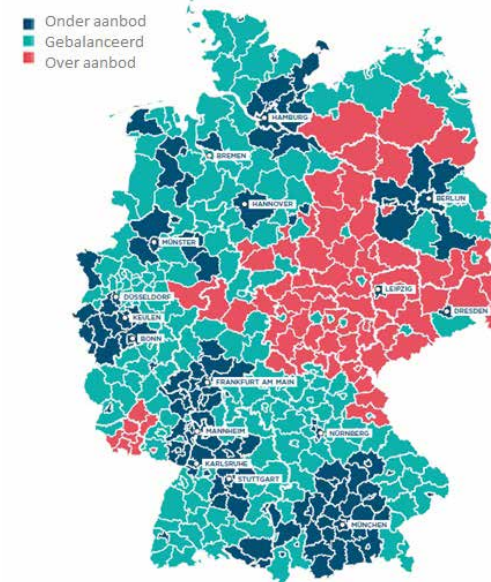 Onder aanbod
Gebalanceerd
Over aanbod
HAMBURG
BREMEN
HANNOVER
BERLIJN
MÜNSTER
DÜSSELDORF
LEIPZIG
KEULEN
DRESDEN
BONN
FRANKFURT AM MAIN
MANNHEIM
NÜRNBERG
KARLSRUHE
STUTTGART
MÜNCHEN